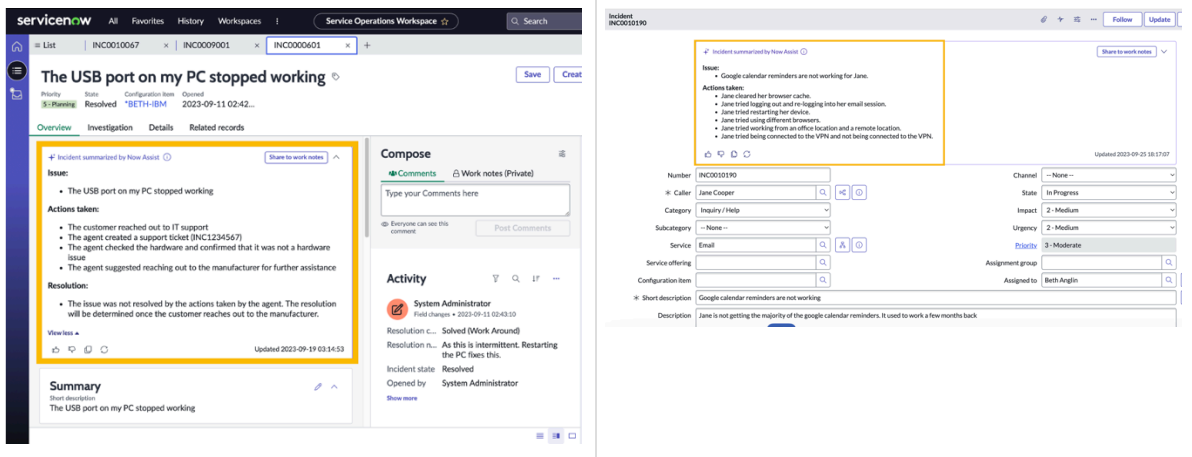 servicenow All Favorites History Workspaces Service Operations Workspace Search
List INC0010067 × INC0009001 × INC0000601 × +
The USB port on my PC stopped working Save Creat
Priority State Configuration item Opened
5 - Planning Resolved *BETH-IBM 2023-09-11 02:42...
Overview Investigation Details Related records
Incident summarized by Now Assist Share to work notes
Issue:
• The USB port on my PC stopped working
Actions taken:
• The customer reached out to IT support
• The agent created a support ticket (INC1234567)
• The agent checked the hardware and confirmed that it was not a hardware
issue
• The agent suggested reaching out to the manufacturer for further assistance
Resolution:
• The issue was not resolved by the actions taken by the agent. The resolution
will be determined once the customer reaches out to the manufacturer.
View less
Updated 2023-09-19 03:14:53
Summary
Short description
The USB port on my PC stopped working
Compose
Comments Work notes (Private)
Type your Comments here
Everyone can see this
comment
Post Comments
Activity
System Administrator
Field changes • 2023-09-11 02:43:10
Resolution c... Solved (Work Around)
Resolution n... As this is intermittent. Restarting
the PC fixes this.
Incident state Resolved
Opened by System Administrator
Show more
Incident
INC0010190
Follow Update
Incident summarized by Now Assist Share to work notes
Issue:
• Google calendar reminders are not working for Jane.
Actions taken:
• Jane cleared her browser cache.
• Jane tried logging out and re-logging into her email session.
• Jane tried restarting her device.
• Jane tried using different browsers.
• Jane tried working from an office location and a remote location.
• Jane tried being connected to the VPN and not being connected to the VPN.
Updated 2023-09-25 18:17:07
Number INC0010190 Channel -- None --
Caller Jane Cooper State In Progress
Category Inquiry / Help Impact 2 - Medium
Subcategory -- None -- Urgency 2 - Medium
Service Email Priority 3 - Moderate
Service offering Assignment group
Configuration item Assigned to Beth Anglin
Short description Google calendar reminders are not working
Description Jane is not getting the majority of the google calendar reminders. It used to work a few months back